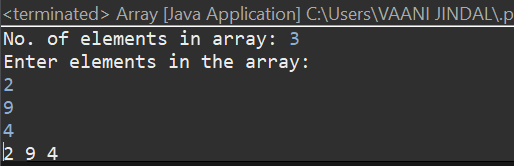 <terminated> Array [Java Application] C:\Users\VAANI JINDAL\.p
No. of elements in array: 3
Enter elements in the array:
2
9
4
2 9 4